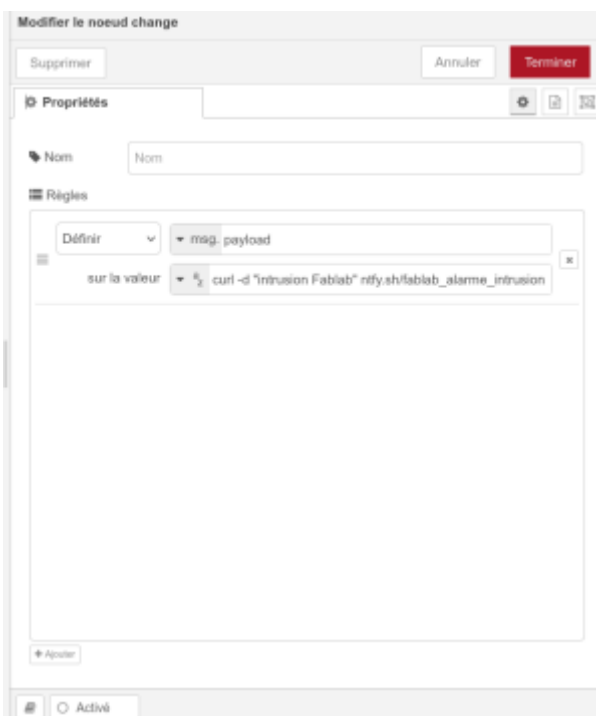 Modifier le noeud change
Supprimer
Annuler
Terminer
Propriétés
Nom
Nom
Règles
Définir
msg. payload
sur la valeur
curl -d "intrusion Fablab" ntfy.sh/fablab_alarme_intrusion
Ajouter
Activé